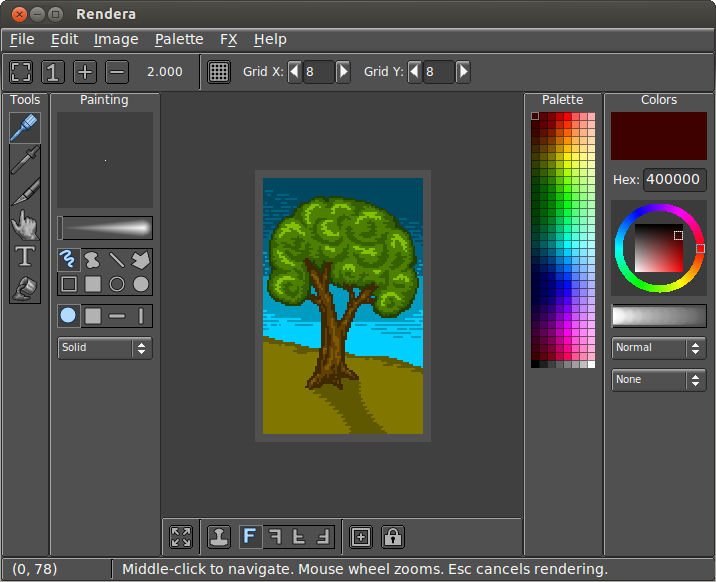 Rendera
File Edit Image Palette FX Help
1 2.000 Grid X: 8 Grid Y: 8
Tools Painting Palette Colors
Hex: 400000
T
Solid
Normal
None
F F F F
(0, 78) Middle-click to navigate. Mouse wheel zooms. Esc cancels rendering.